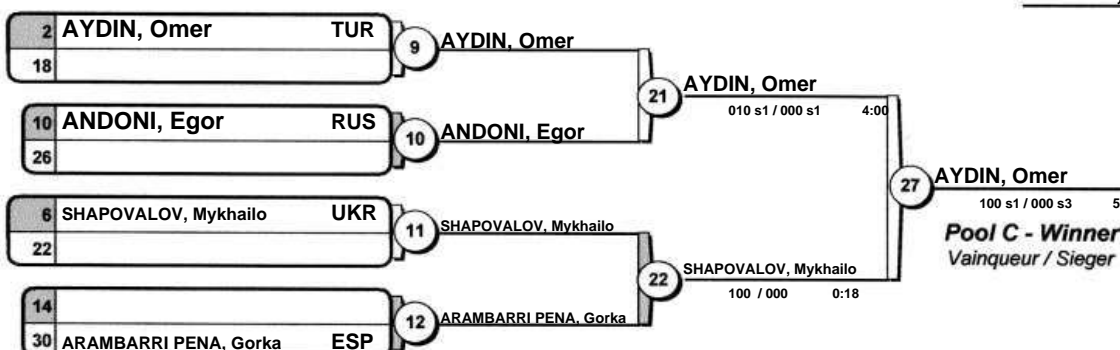 2 AYDIN, Omer TUR
18
9 AYDIN, Omer
10 ANDONI, Egor RUS
26
10 ANDONI, Egor
21 AYDIN, Omer
010 s1 / 000 s1 4:00
6 SHAPOVALOV, Mykhailo UKR
22
11 SHAPOVALOV, Mykhailo
14
30 ARAMBARRI PENA, Gorka ESP
12 ARAMBARRI PENA, Gorka
22 SHAPOVALOV, Mykhailo
100 / 000 0:18
27 AYDIN, Omer
100 s1 / 000 s3 5
Pool C - Winner
Vainqueur / Sieger